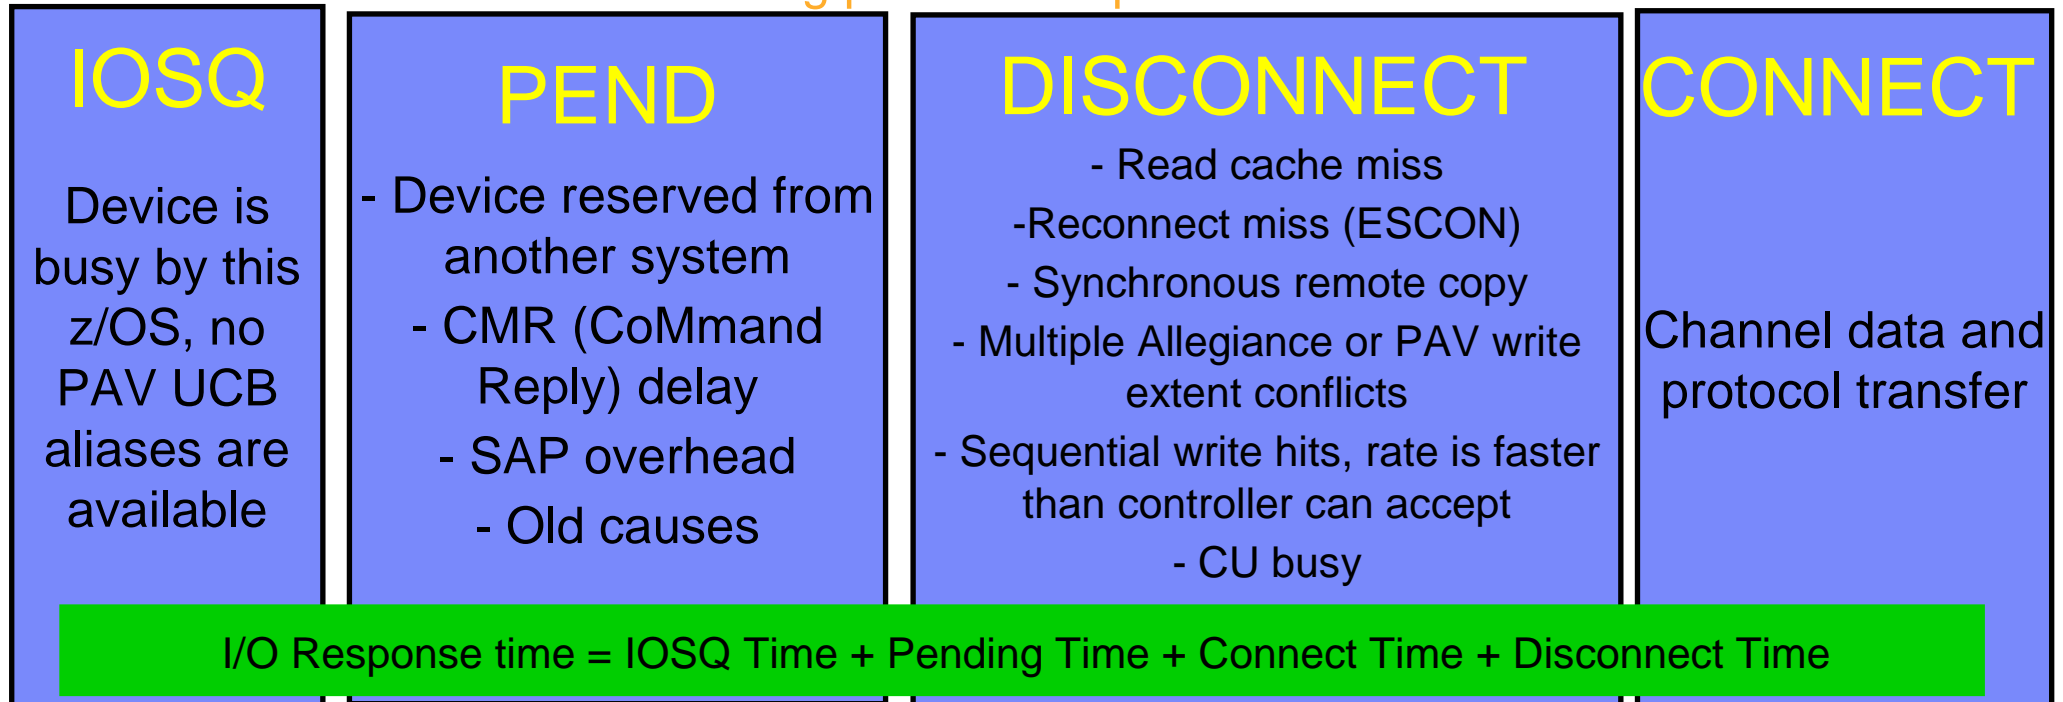 IOSQ
Device is
busy by this
z/OS, no
PAV UCB
aliases are
available
PEND
- Device reserved from
another system
- CMR (CoMmand
Reply) delay
- SAP overhead
- Old causes
DISCONNECT
- Read cache miss
-Reconnect miss (ESCON)
- Synchronous remote copy
- Multiple Allegiance or PAV write
extent conflicts
- Sequential write hits, rate is faster
than controller can accept
- CU busy
CONNECT
Channel data and
protocol transfer
I/O Response time = IOSQ Time + Pending Time + Connect Time + Disconnect Time